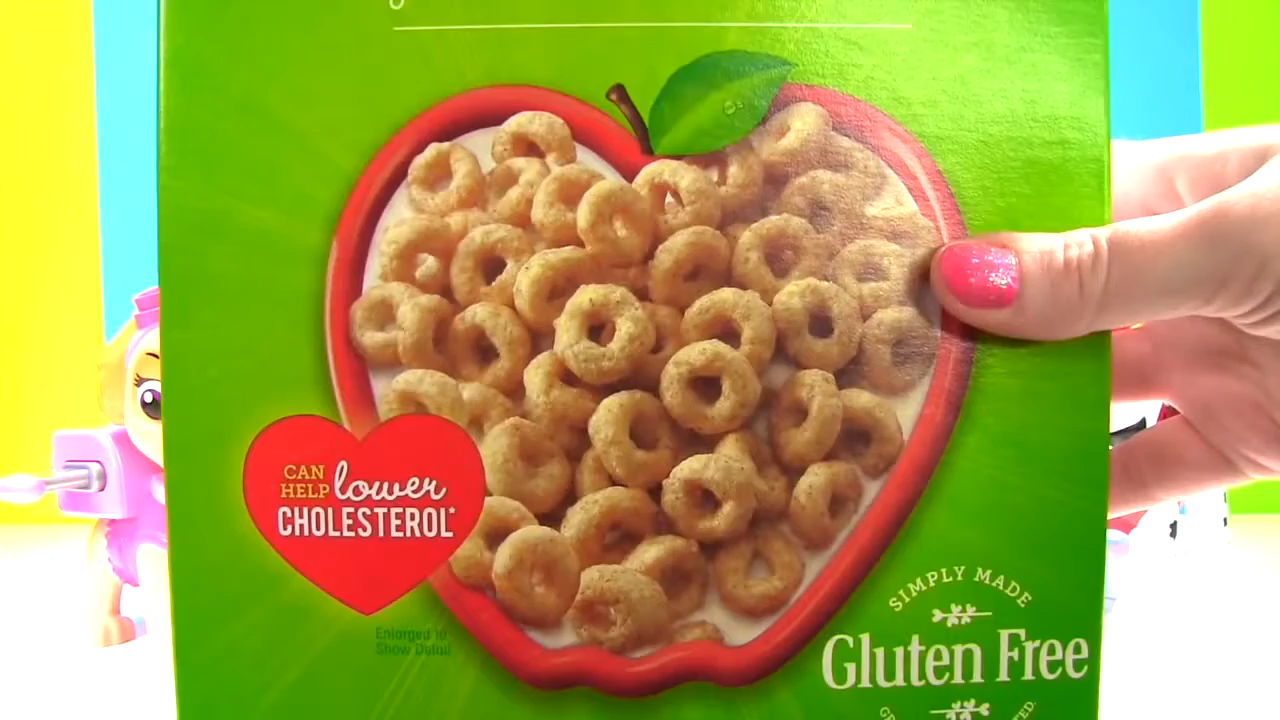 CAN
HELP lower
CHOLESTEROL*
Enlarged to
Show Detail
SIMPLY MADE
Gluten Free